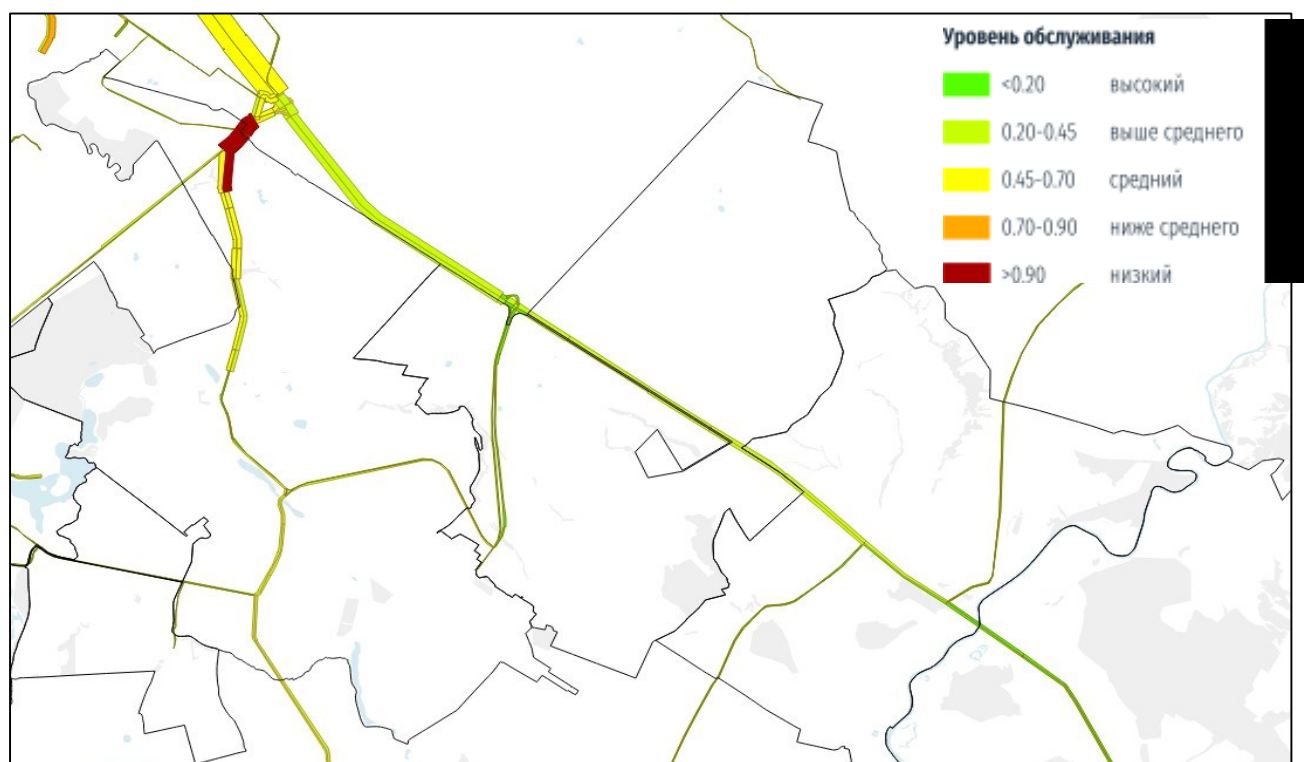 Уровень обслуживания
<0.20 высокий
0.20-0.45 выше среднего
0.45-0.70 средний
0.70-0.90 ниже среднего
>0.90 низкий